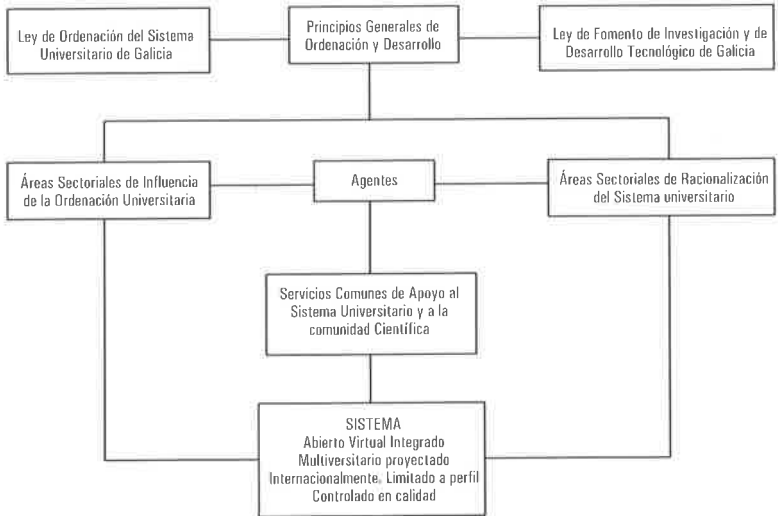 Ley de Ordenación del Sistema
Universitario de Galicia
Principios Generales de
Ordenación y Desarrollo
Ley de Fomento de Investigación y de
Desarrollo Tecnológico de Galicia
Áreas Sectoriales de Influencia
de la Ordenación Universitaria
Agentes
Áreas Sectoriales de Racionalización
del Sistema universitario
Servicios Comunes de Apoyo al
Sistema Universitario y a la
comunidad Científica
SISTEMA
Abierto Virtual Integrado
Multiversitario proyectado
Internacionalmente. Limitado a perfil
Controlado en calidad